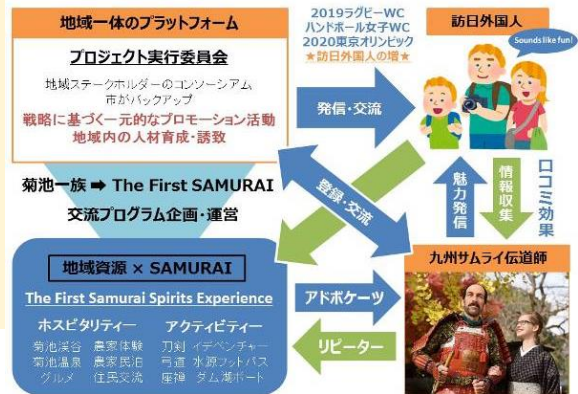 地域一体のプラットフォーム
プロジェクト実行委員会
地域ステークホルダーのコンソーシアム
市がバックアップ
戦略に基づく一元的なプロモーション活動
地域内の人材育成・誘致
2019ラグビーWC
ハンドボール女子WC
2020東京オリンピック
★訪日外国人の増★
発信・交流
訪日外国人
Sounds like fun!
菊池一族 ➡ The First SAMURAI
交流プログラム企画・運営
登録・交流
魅力発信
情報収集
口コミ効果
地域資源 × SAMURAI
The First Samurai Spirits Experience
ホスピタリティー
菊池渓谷 農家体験
菊池温泉 農家民泊
グルメ 住民交流
アクティビティー
刀剣 イデベンチャー
弓道 水源フットパス
座禅 ダム湖ボート
アドボケーツ
リピーター
九州サムライ伝道師